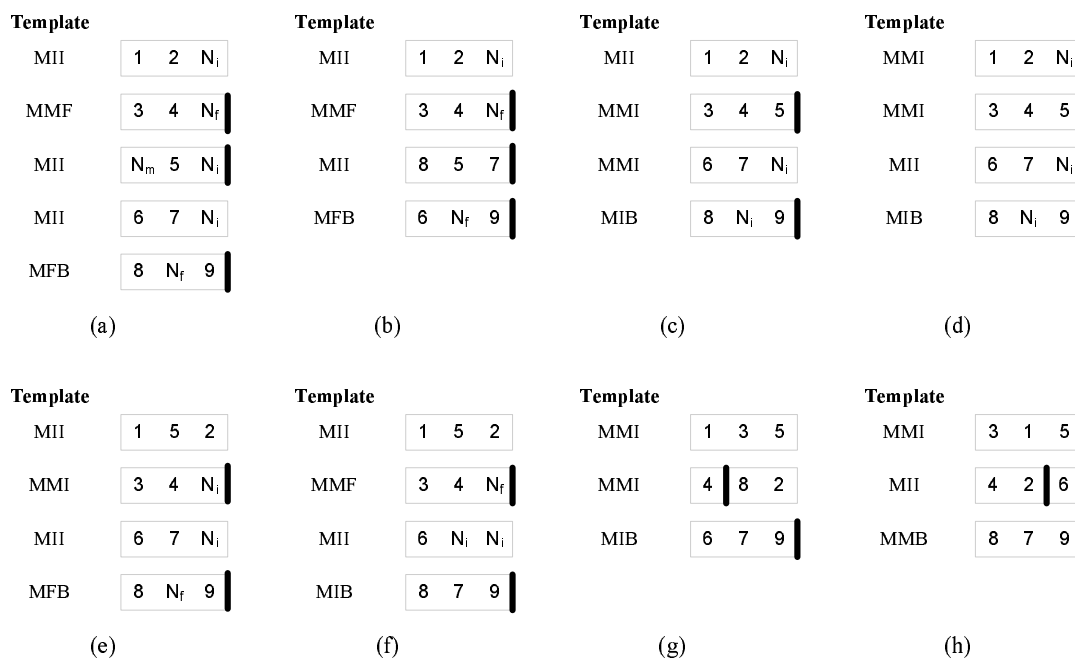 Template Template Template Template
MII 1 2 Ni MII 1 2 Ni MII 1 2 Ni MMI 1 2 Ni
MMF 3 4 Nf MMF 3 4 Nf MMI 3 4 5 MMI 3 4 5
MII Nm 5 Ni MII 8 5 7 MMI 6 7 Ni MII 6 7 Ni
MII 6 7 Ni MFB 6 Nf 9 MIB 8 Ni 9 MIB 8 Ni 9
MFB 8 Nf 9
(a) (b) (c) (d)
Template Template Template Template
MII 1 5 2 MII 1 5 2 MMI 1 3 5 MMI 3 1 5
MMI 3 4 Ni MMF 3 4 Nf MMI 4 8 2 MII 4 2 6
MII 6 7 Ni MII 6 Ni Ni MIB 6 7 9 MMB 8 7 9
MFB 8 Nf 9 MIB 8 7 9
(e) (f) (g) (h)